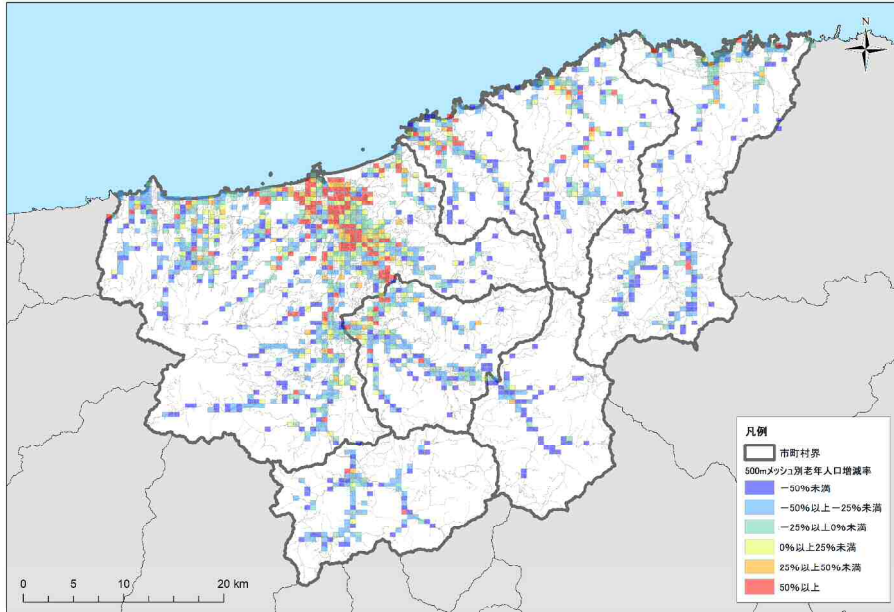 N
凡例
市町村界
500mメッシュ別老年人口増減率
-50%未満
-50%以上-25%未満
-25%以上0%未満
0%以上25%未満
25%以上50%未満
50%以上
0 5 10 20 km